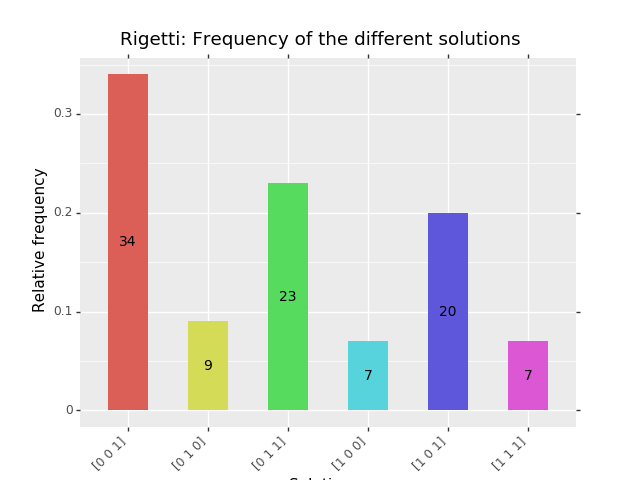 Rigetti: Frequency of the different solutions
Relative frequency
0.3
0.2
0.1
0
34
9
23
7
20
7
[0 0 1]
[0 1 0]
[0 1 1]
[1 0 0]
[1 0 1]
[1 1 1]